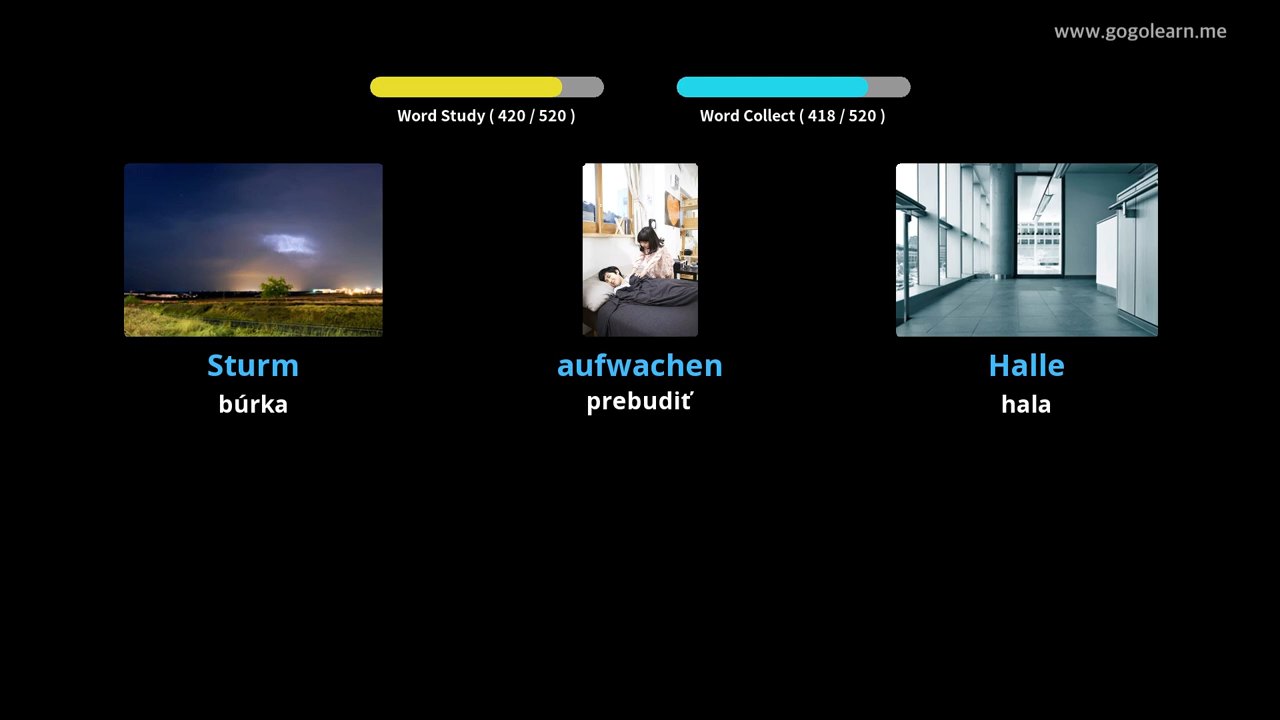 www.gogolearn.me
Word Study ( 420 / 520 )
Word Collect ( 418 / 520 )
Sturm
aufwachen
Halle
búrka
prebudiť
hala